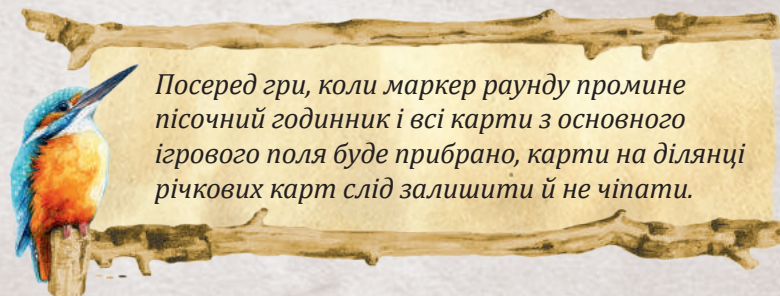 Посеред гри, коли маркер раунду промине
пісочний годинник і всі карти з основного
ігрового поля буде прибрано, карти на ділянці
річкових карт слід залишити й не чіпати.